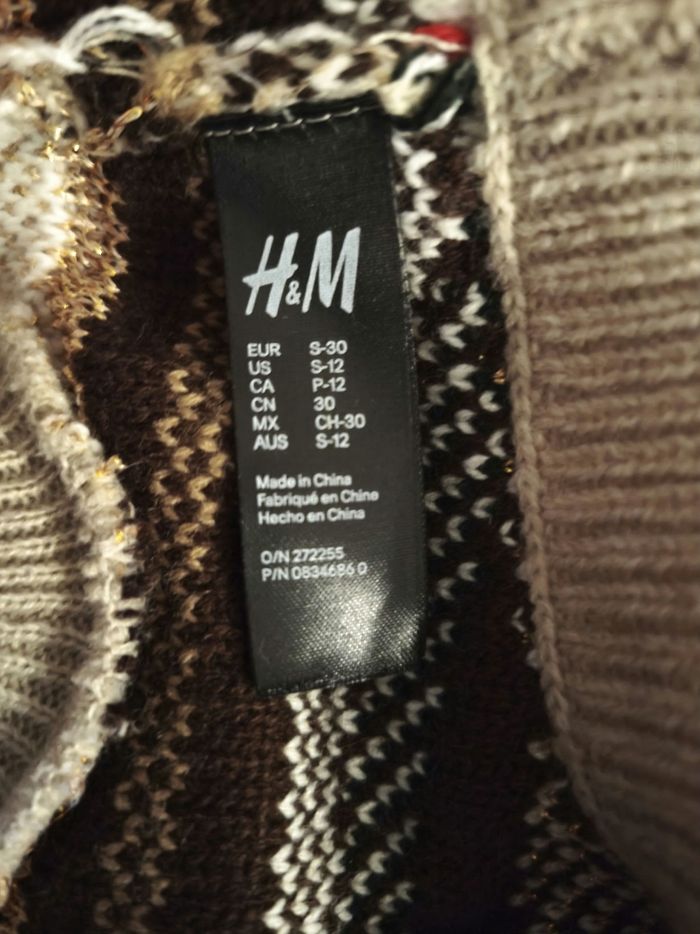 H&M
EUR S-30
US S-12
CA P-12
CN 30
MX CH-30
AUS S-12
Made in China
Fabriqué en Chine
Hecho en China
O/N 272255
P/N 0834686 0